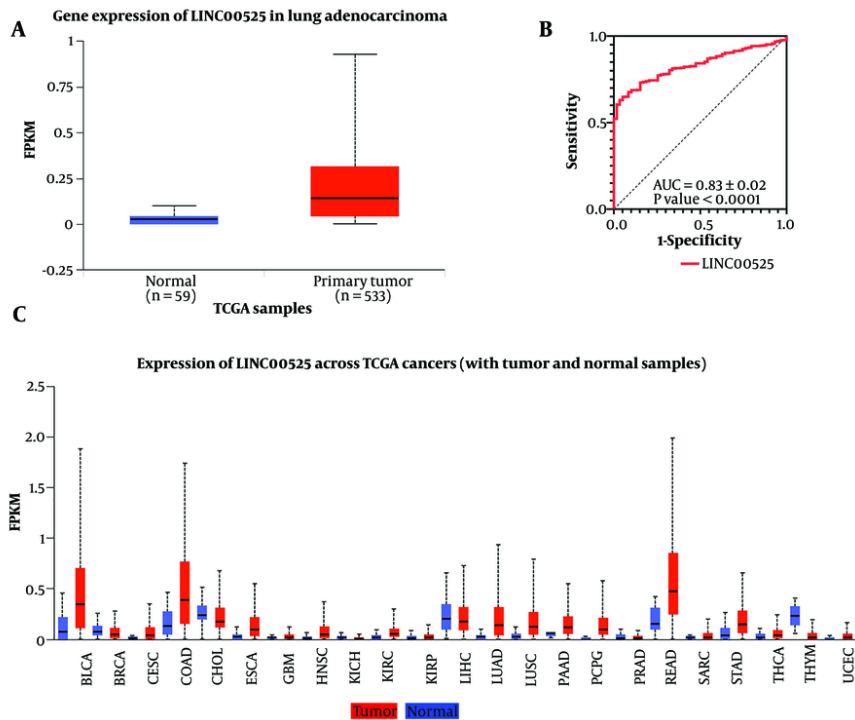 A
Gene expression of LINC00525 in lung adenocarcinoma
1
0.75
0.5
0.25
0
-0.25
FPKM
Normal
(n = 59)
Primary tumor
(n = 533)
TCGA samples
B
1.0
0.5
0.0
Sensitivity
AUC = 0.83 ± 0.02
P value < 0.0001
0.0 0.5 1.0
1-Specificity
LINC00525
C
Expression of LINC00525 across TCGA cancers (with tumor and normal samples)
2.5
2.0
1.5
1
0.5
0
FPKM
BLCA
BRCA
CESC
COAD
CHOL
ESCA
GBM
HNSC
KICH
KIRC
KIRP
LIHC
LUAD
LUSC
PAAD
PCPG
PRAD
READ
SARC
STAD
THCA
THYM
UCEC
Tumor Normal